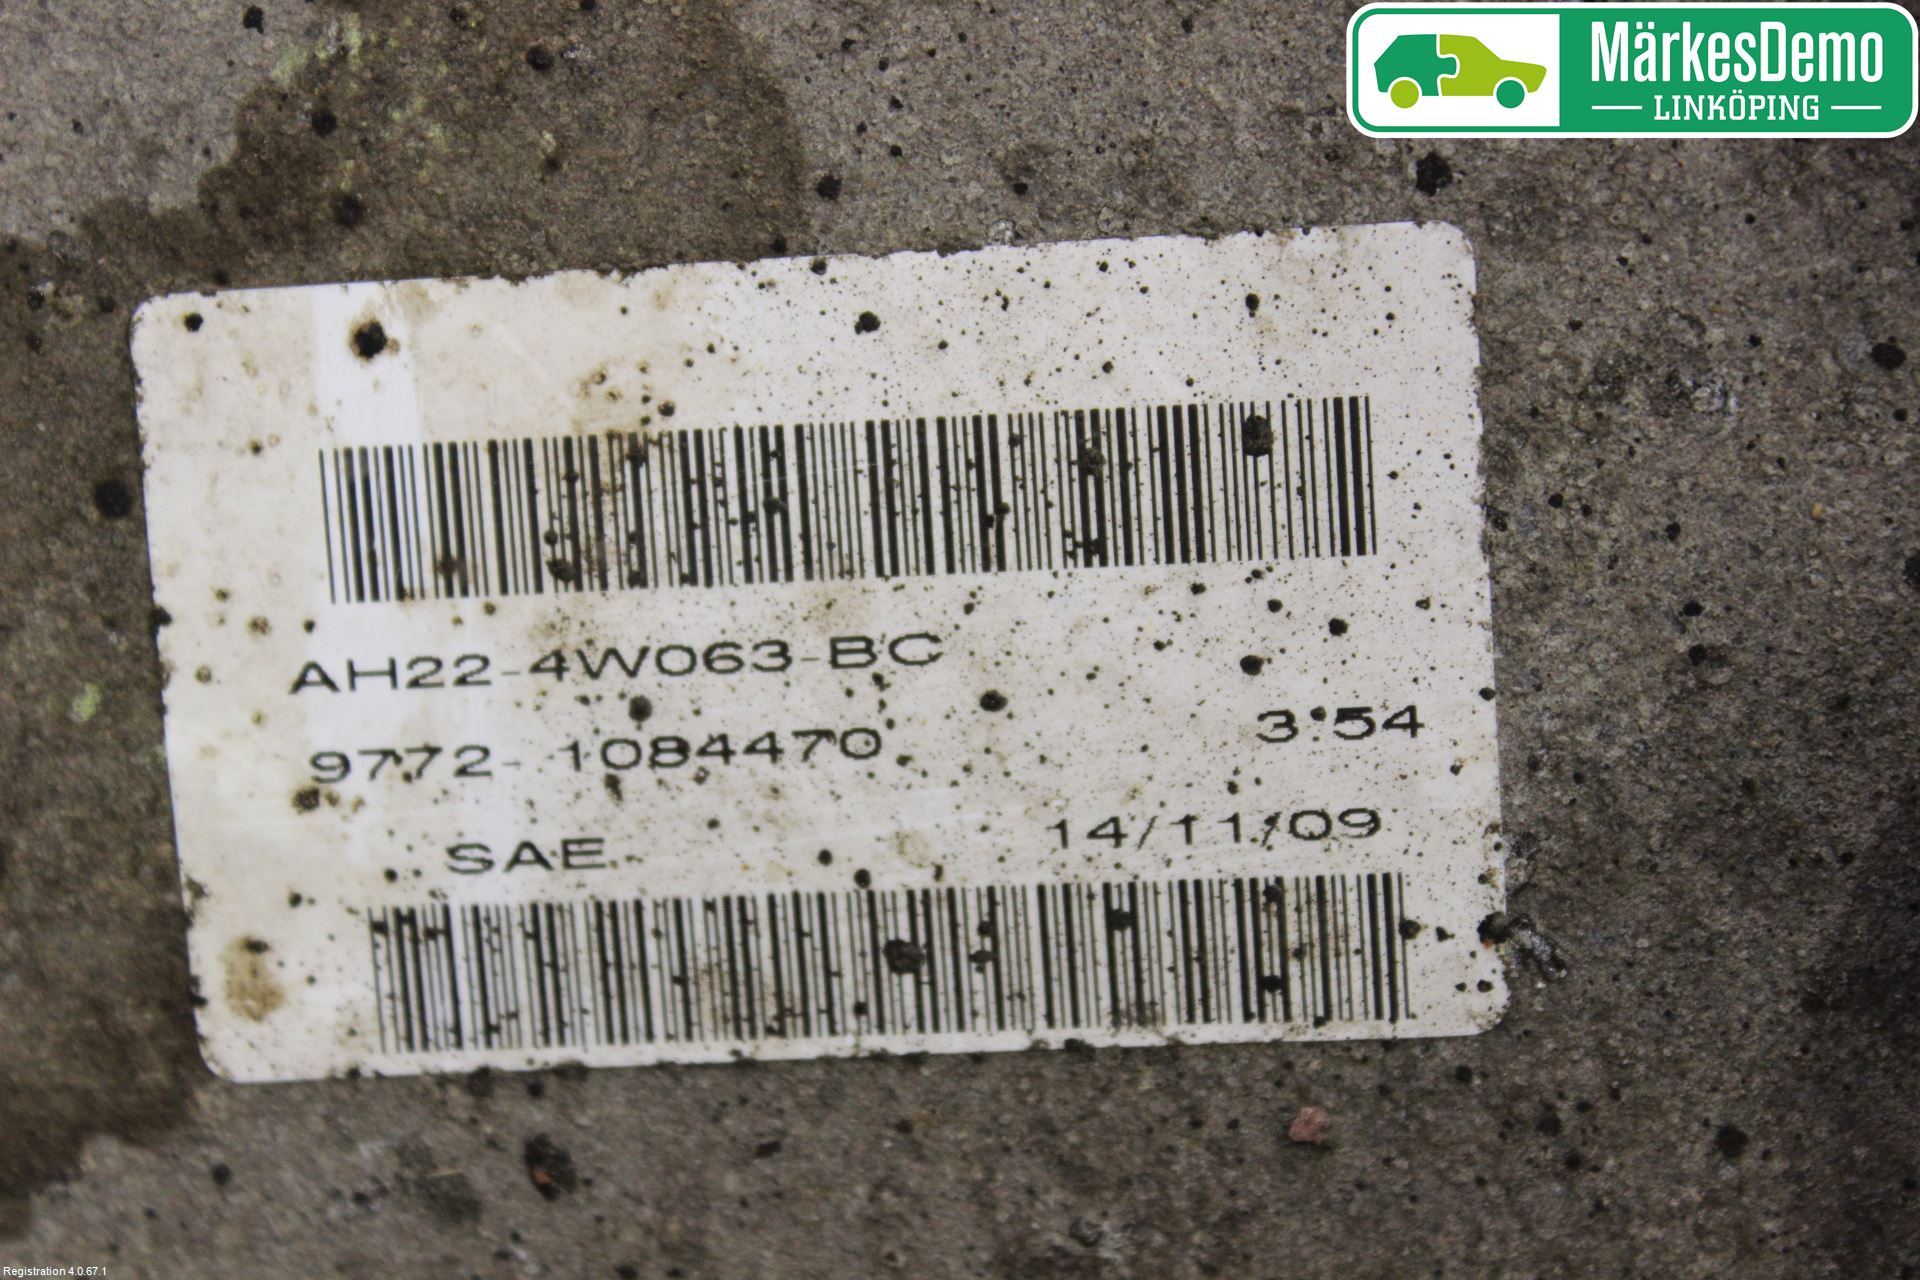 MärkesDemo
LINKÖPING
AH22-4W063-BC
9772- 1084470 3:54
SAE 14/11/09
Registration 4.0.67.1